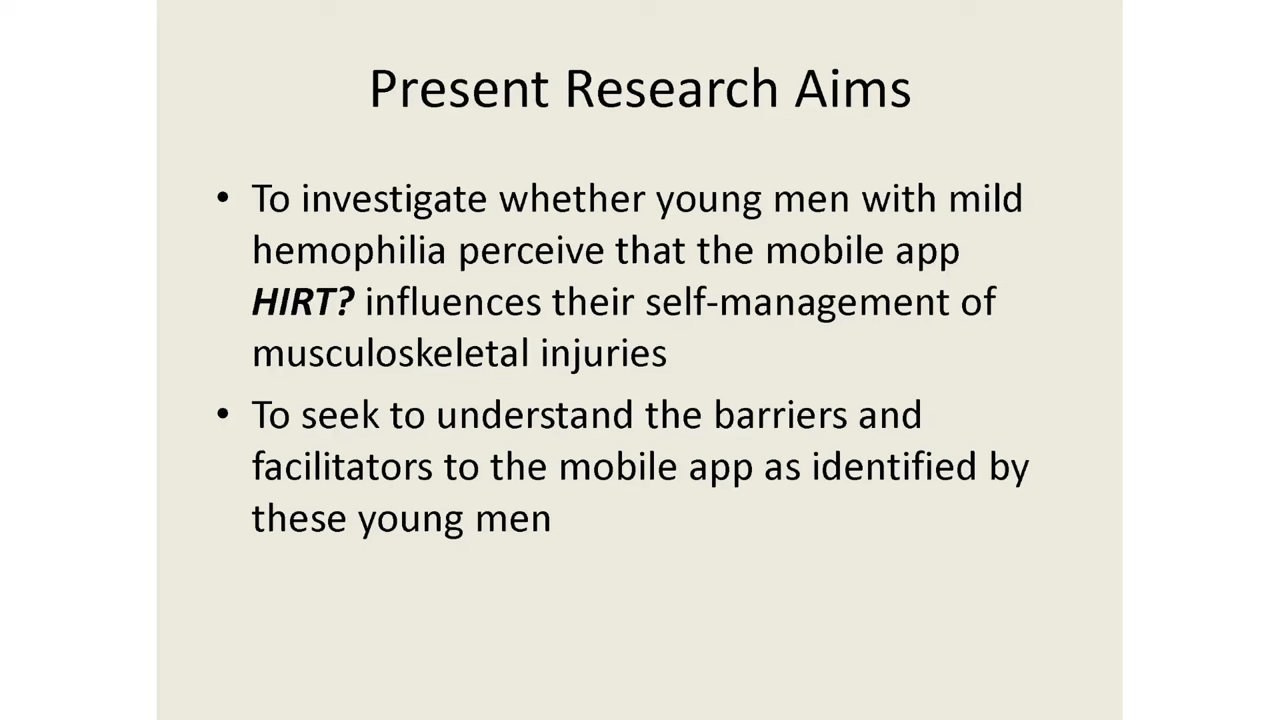 Present Research Aims
• To investigate whether young men with mild
hemophilia perceive that the mobile app
HIRT? influences their self-management of
musculoskeletal injuries
• To seek to understand the barriers and
facilitators to the mobile app as identified by
these young men